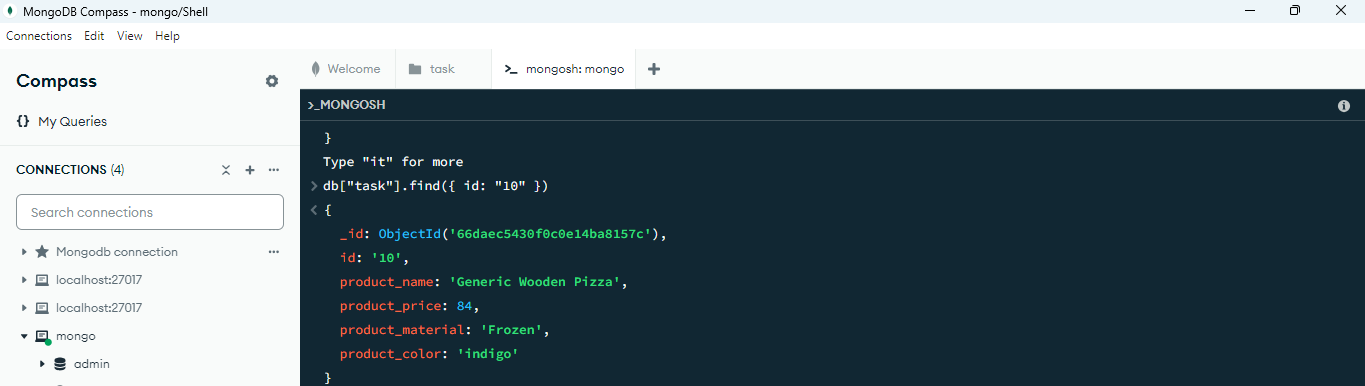 MongoDB Compass - mongo/Shell
Connections Edit View Help
Compass
{} My Queries
CONNECTIONS (4)
Search connections
Mongodb connection
localhost:27017
localhost:27017
mongo
admin
Welcome task >_ mongosh: mongo
>_MONGOSH
}
Type "it" for more
> db["task"].find({ id: "10" })
< {
_id: ObjectId('66daec5430f0c0e14ba8157c'),
id: '10',
product_name: 'Generic Wooden Pizza',
product_price: 84,
product_material: 'Frozen',
product_color: 'indigo'
}